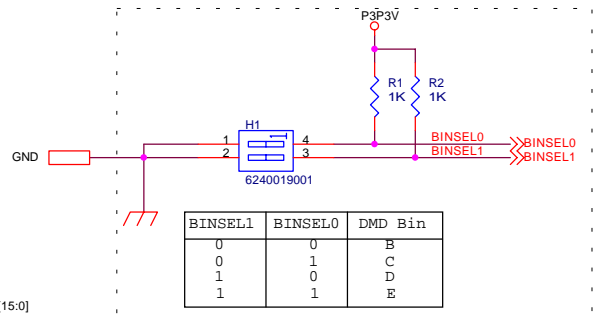 P3P3V
R1 R2
1K 1K
H1
1 4 BINSEL0 BINSEL0
GND 2 3 BINSEL1 BINSEL1
6240019001
BINSEL1 BINSEL0 DMD Bin
0 0 B
0 1 C
1 0 D
1 1 E
[15:0]